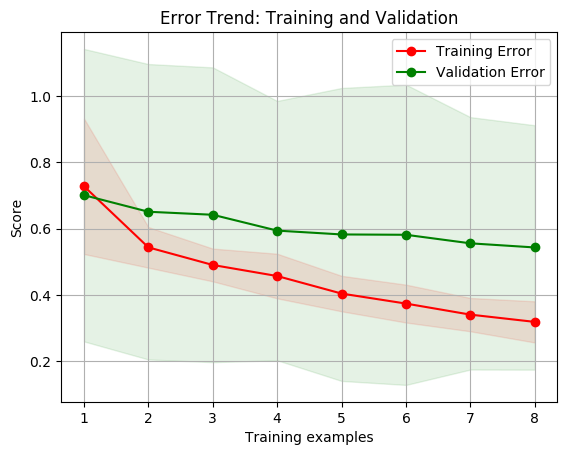 Error Trend: Training and Validation
Training Error
Validation Error
Score
1.0
0.8
0.6
0.4
0.2
1 2 3 4 5 6 7 8
Training examples